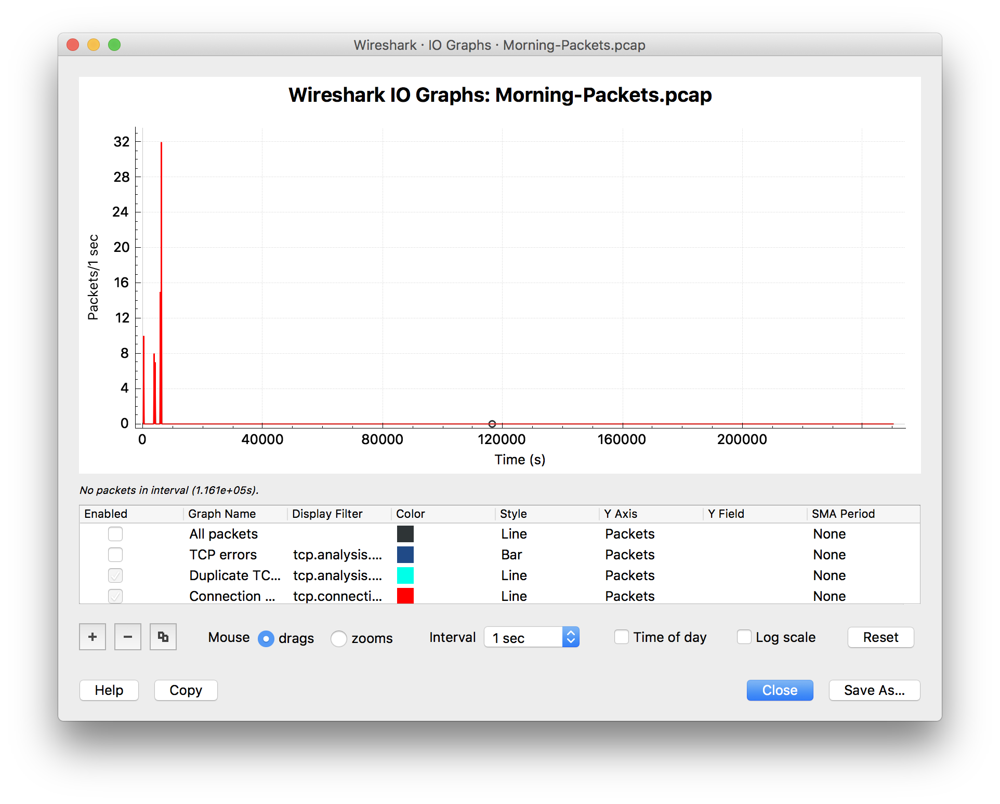 Wireshark · IO Graphs · Morning-Packets.pcap
Wireshark IO Graphs: Morning-Packets.pcap
32
28
24
20
16
12
8
4
0
Packets/1 sec
0 40000 80000 120000 160000 200000
Time (s)
No packets in interval (1.161e+05s).
Enabled Graph Name Display Filter Color Style Y Axis Y Field SMA Period
All packets Line Packets None
TCP errors tcp.analysis.... Bar Packets None
Duplicate TC... tcp.analysis.... Line Packets None
Connection ... tcp.connecti... Line Packets None
+ − Mouse drags zooms Interval 1 sec Time of day Log scale Reset
Help Copy Close Save As...